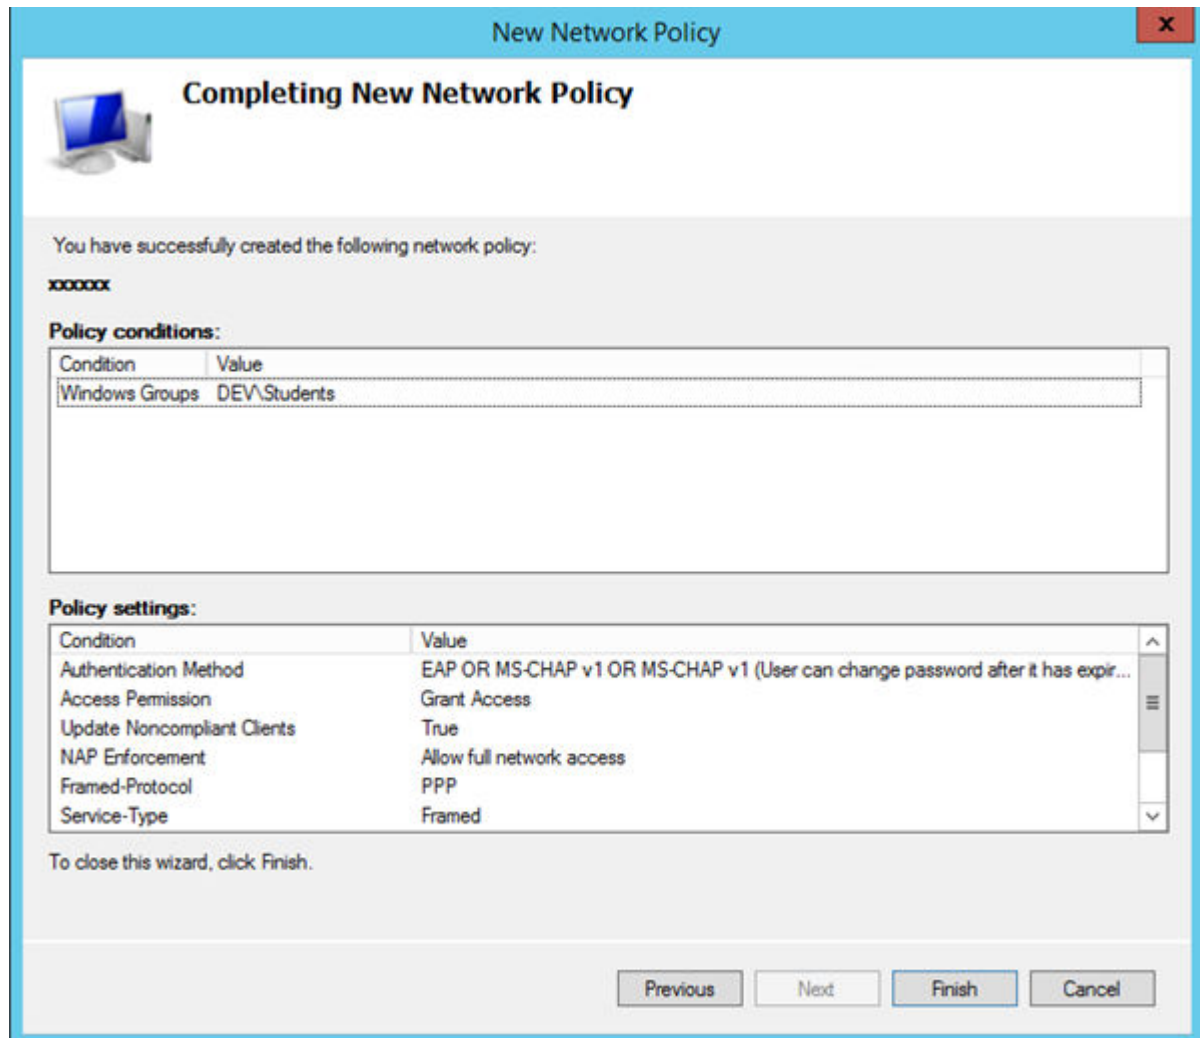 New Network Policy
x
Completing New Network Policy
You have successfully created the following network policy:
xxxxxx
Policy conditions:
Condition Value
Windows Groups DEV\Students
Policy settings:
Condition Value
Authentication Method EAP OR MS-CHAP v1 OR MS-CHAP v1 (User can change password after it has expir...
Access Permission Grant Access
Update Noncompliant Clients True
NAP Enforcement Allow full network access
Framed-Protocol PPP
Service-Type Framed
To close this wizard, click Finish.
Previous Next Finish Cancel